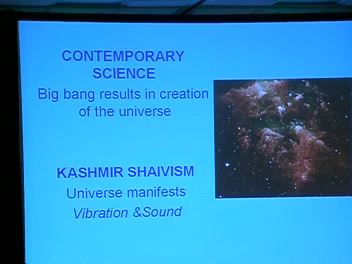 CONTEMPORARY
SCIENCE
Big bang results in creation
of the universe
KASHMIR SHAIVISM
Universe manifests
Vibration &Sound